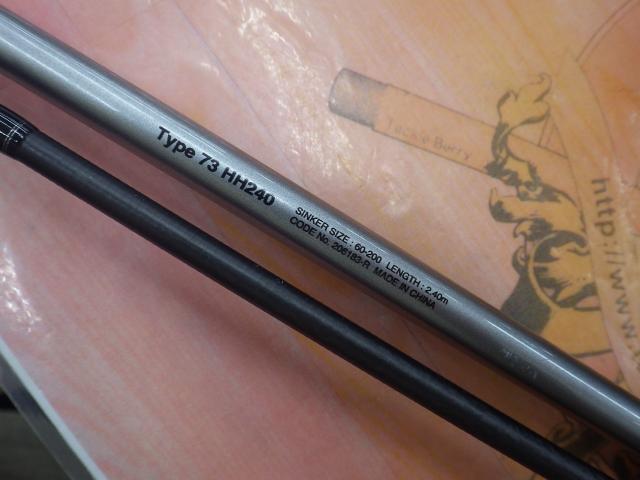 Type 73 HH240
SINKER SIZE : 60-200 LENGTH : 2.40m
CODE No. 206183-R MADE IN CHINA
Tackle Berry
http://www.